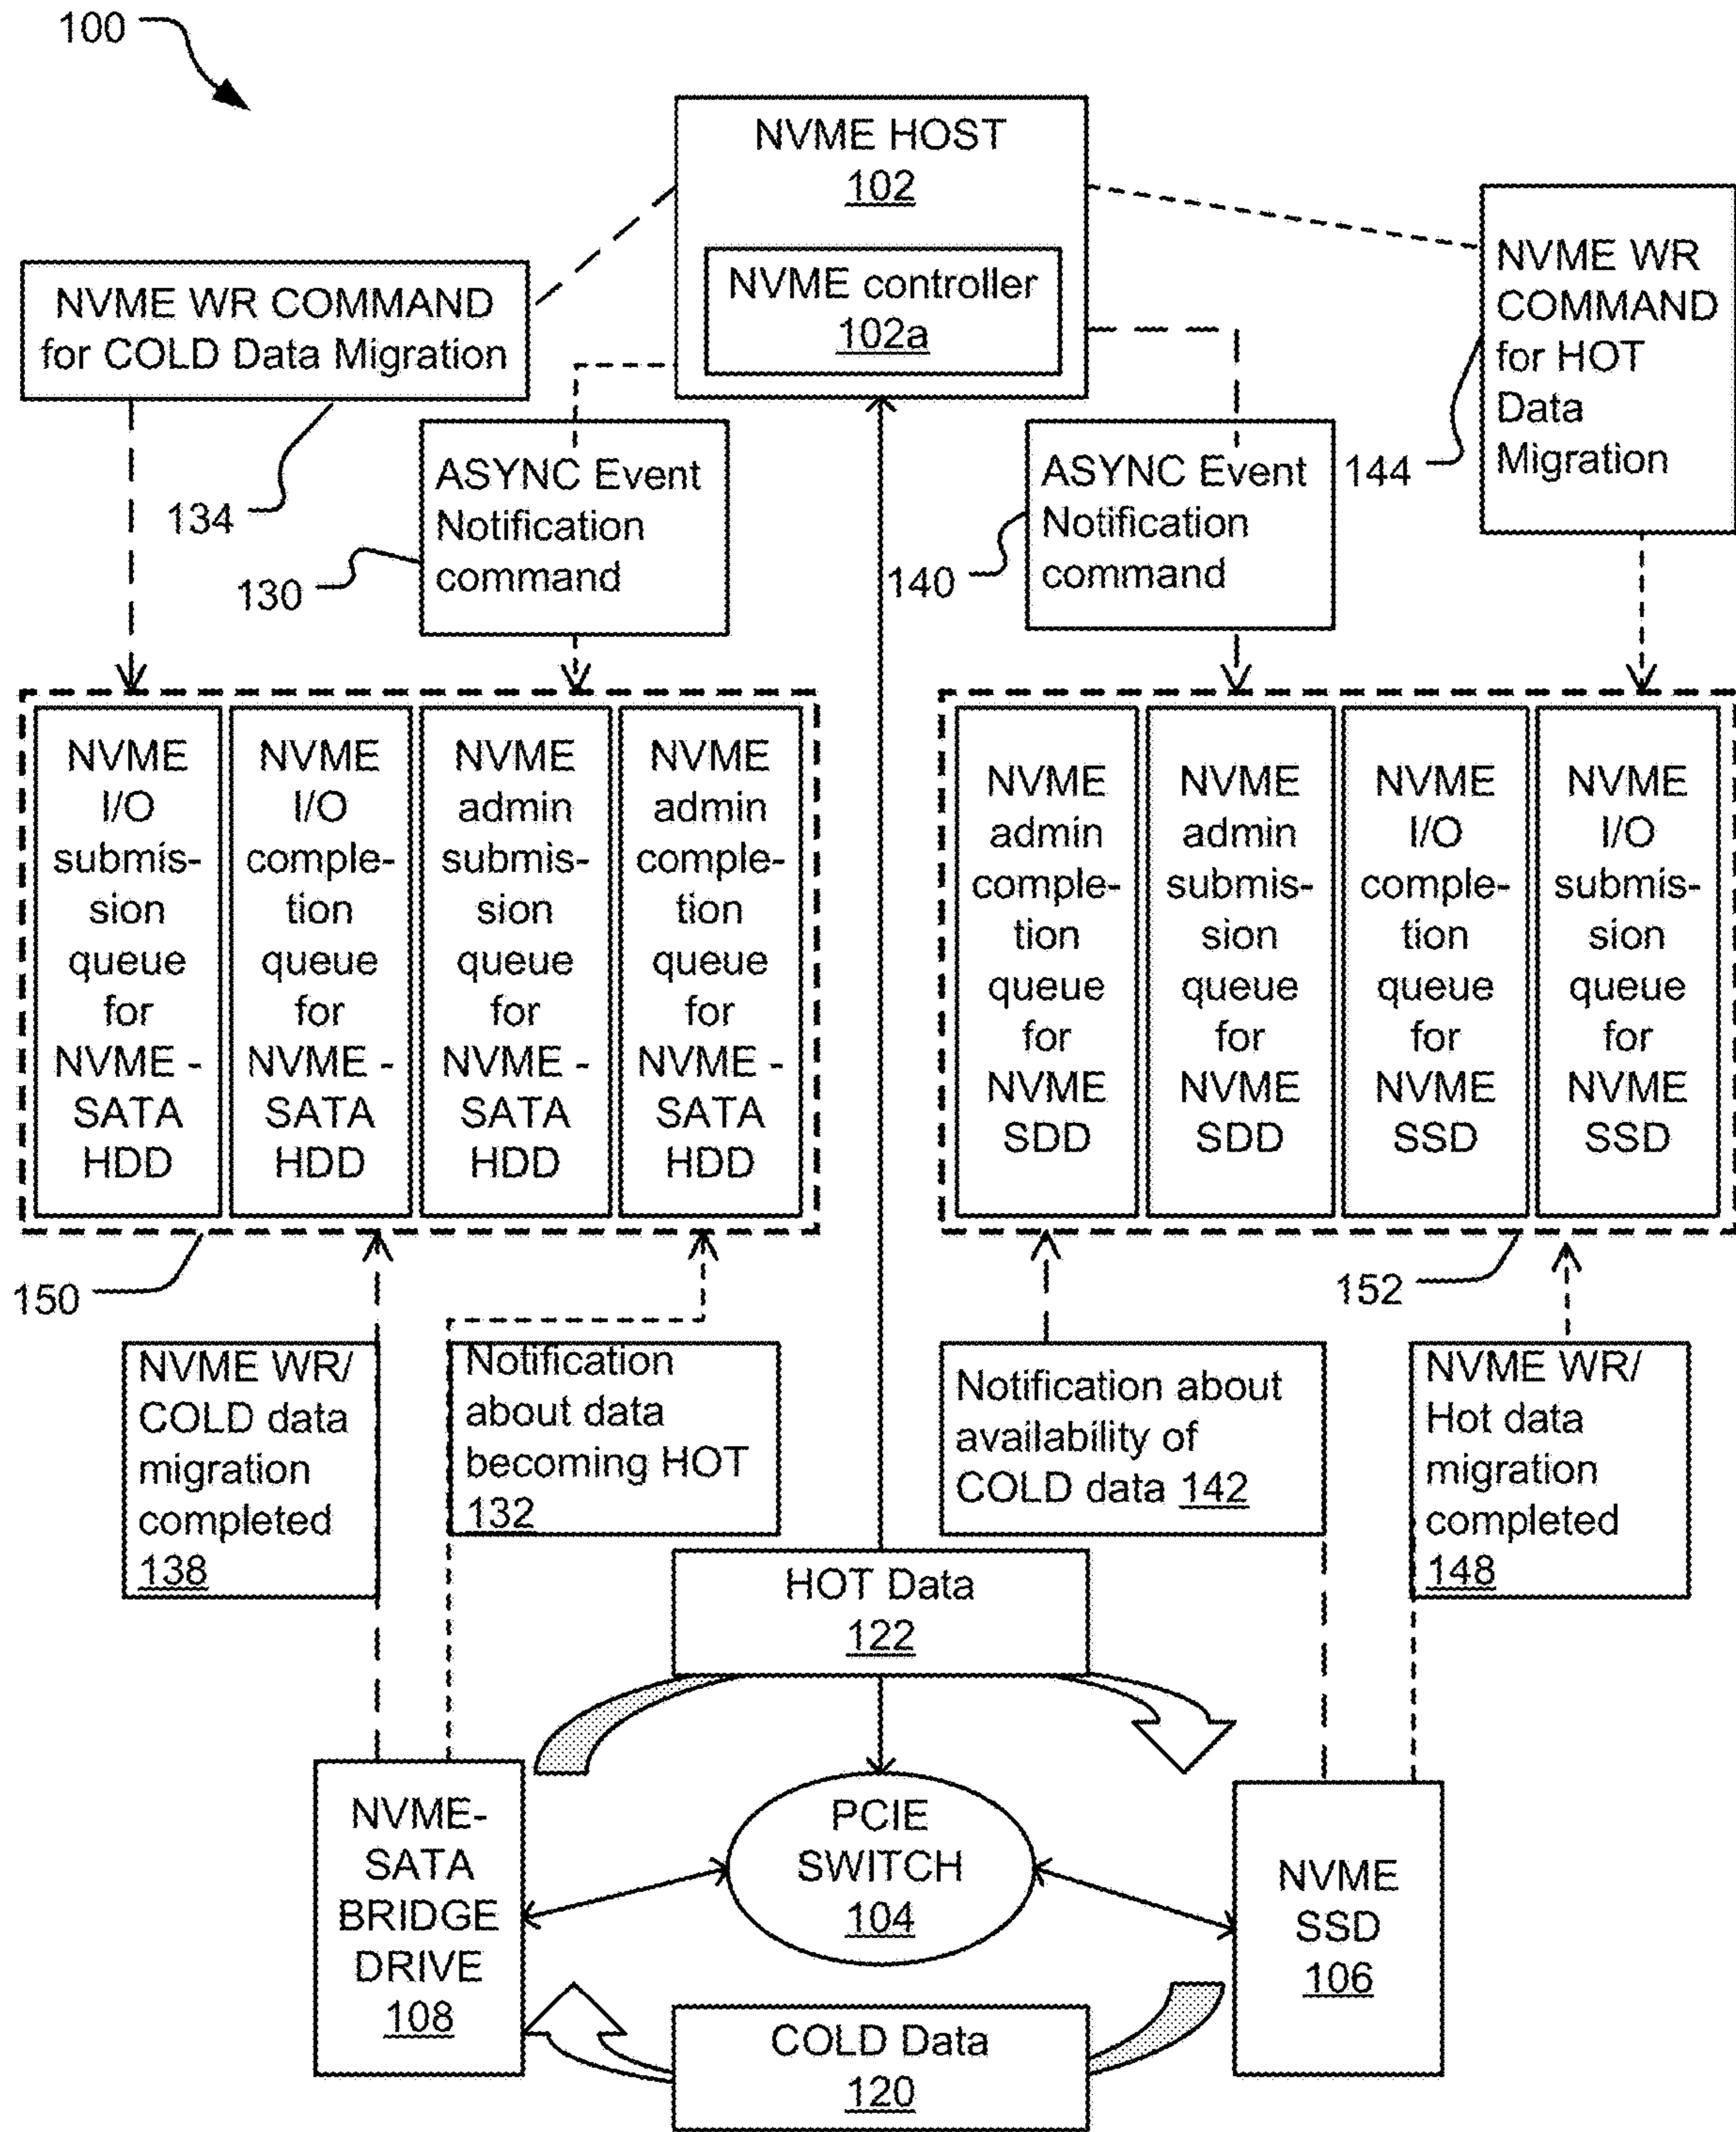 100
NVME HOST
102
NVME controller
102a
NVME WR COMMAND
for COLD Data Migration
134
ASYNC Event
Notification
command
130
ASYNC Event
Notification
command
140
NVME WR
COMMAND
for HOT
Data
Migration
144
NVME
I/O
submis-
sion
queue
for
NVME -
SATA
HDD
NVME
I/O
comple-
tion
queue
for
NVME -
SATA
HDD
NVME
admin
submis-
sion
queue
for
NVME -
SATA
HDD
NVME
admin
comple-
tion
queue
for
NVME -
SATA
HDD
NVME
admin
comple-
tion
queue
for
NVME
SDD
NVME
admin
submis-
sion
queue
for
NVME
SDD
NVME
I/O
comple-
tion
queue
for
NVME
SSD
NVME
I/O
submis-
sion
queue
for
NVME
SSD
150
152
NVME WR/
COLD data
migration
completed
138
Notification
about data
becoming HOT
132
Notification about
availability of
COLD data 142
NVME WR/
Hot data
migration
completed
148
HOT Data
122
NVME-
SATA
BRIDGE
DRIVE
108
PCIE
SWITCH
104
NVME
SSD
106
COLD Data
120